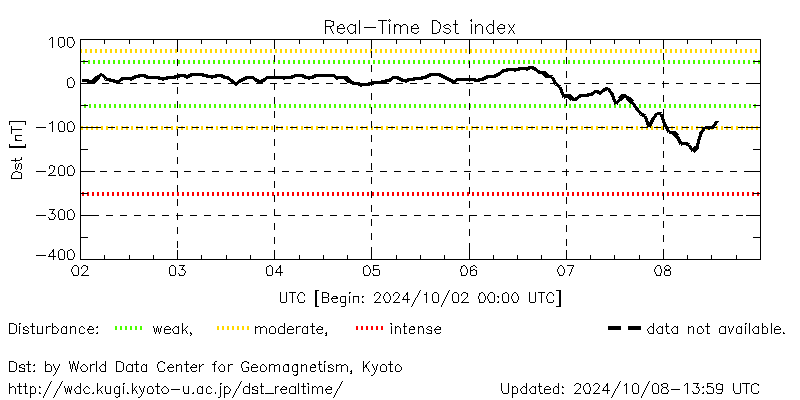 Real-Time Dst index
100
0
-100
-200
-300
-400
Dst [nT]
02 03 04 05 06 07 08
UTC [Begin: 2024/10/02 00:00 UTC]
Disturbance: weak, moderate, intense data not available.
Dst: by World Data Center for Geomagnetism, Kyoto
http://wdc.kugi.kyoto-u.ac.jp/dst_realtime/ Updated: 2024/10/08-13:59 UTC